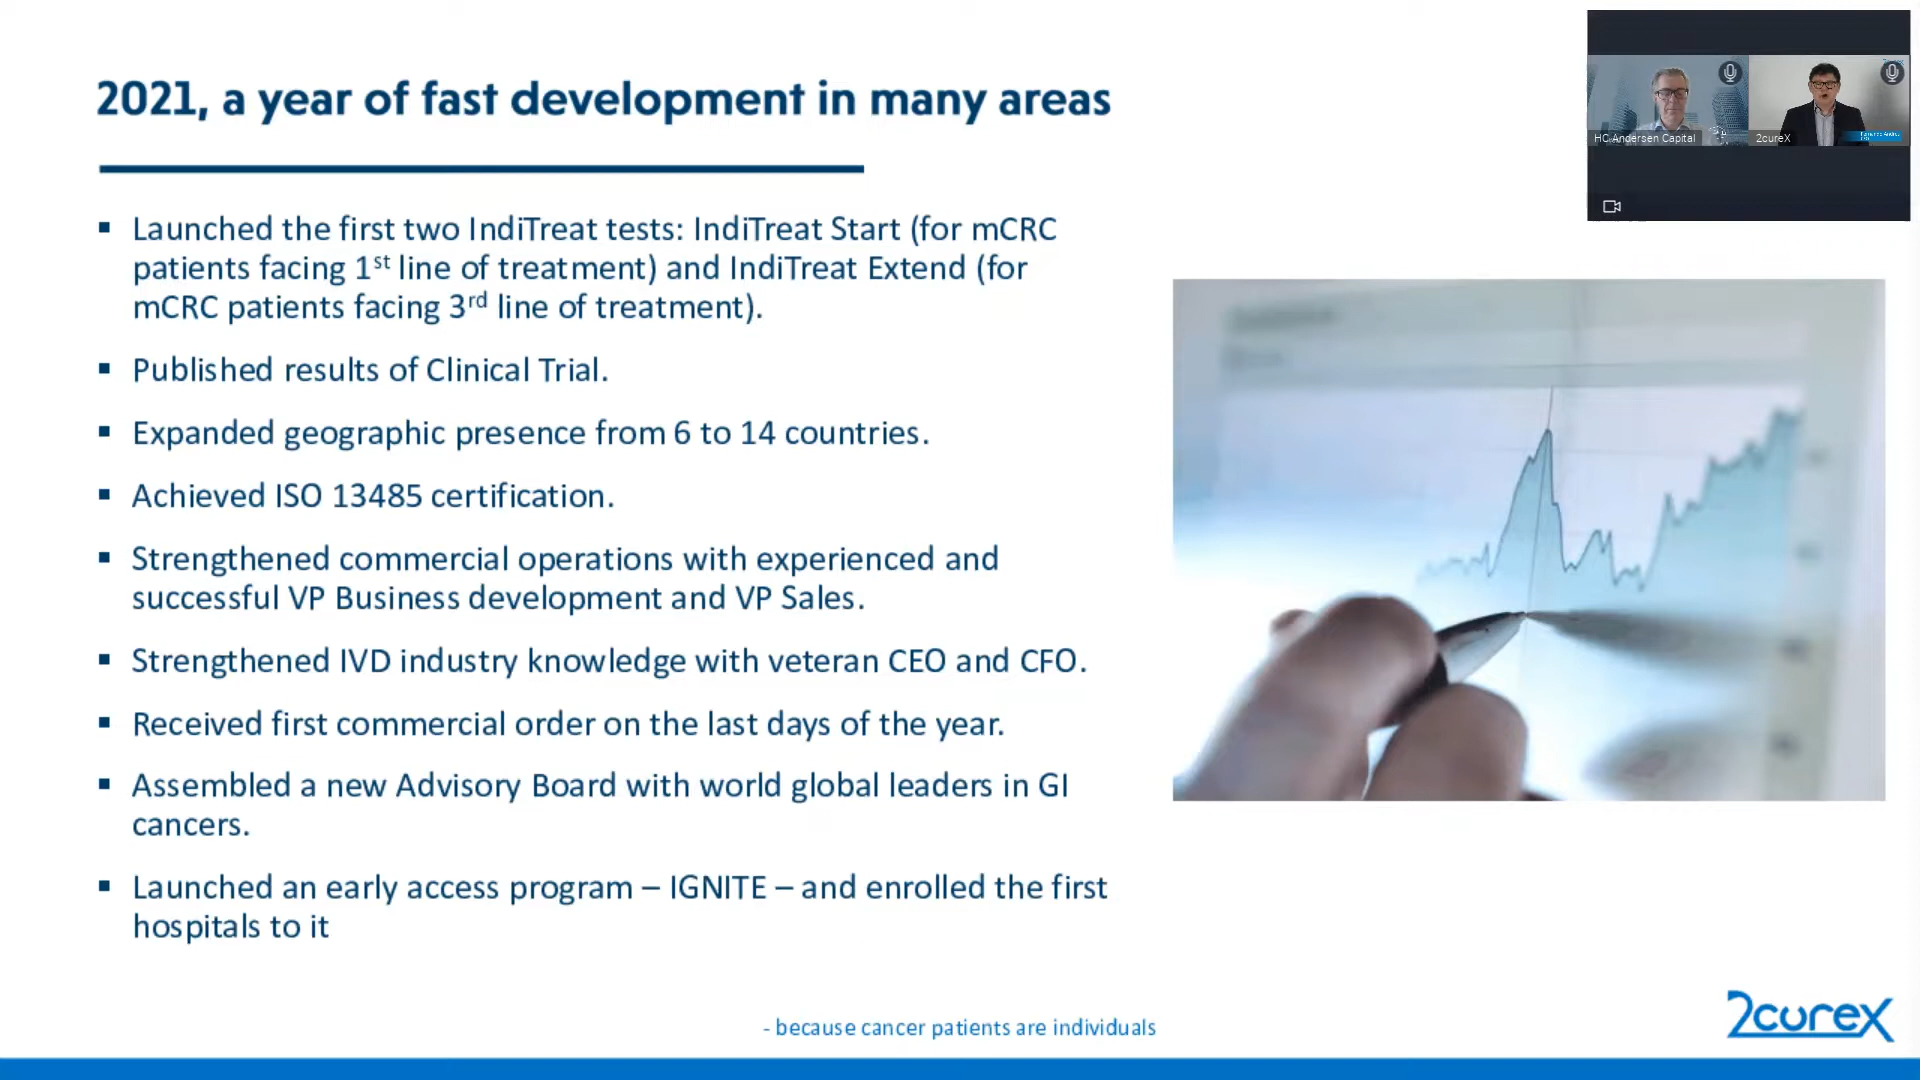 2021, a year of fast development in many areas
HC Andersen Capital
2cureX
▪ Launched the first two IndiTreat tests: IndiTreat Start (for mCRC
patients facing 1st line of treatment) and IndiTreat Extend (for
mCRC patients facing 3rd line of treatment).
▪ Published results of Clinical Trial.
▪ Expanded geographic presence from 6 to 14 countries.
▪ Achieved ISO 13485 certification.
▪ Strengthened commercial operations with experienced and
successful VP Business development and VP Sales.
▪ Strengthened IVD industry knowledge with veteran CEO and CFO.
▪ Received first commercial order on the last days of the year.
▪ Assembled a new Advisory Board with world global leaders in GI
cancers.
▪ Launched an early access program – IGNITE – and enrolled the first
hospitals to it
- because cancer patients are individuals
2cureX